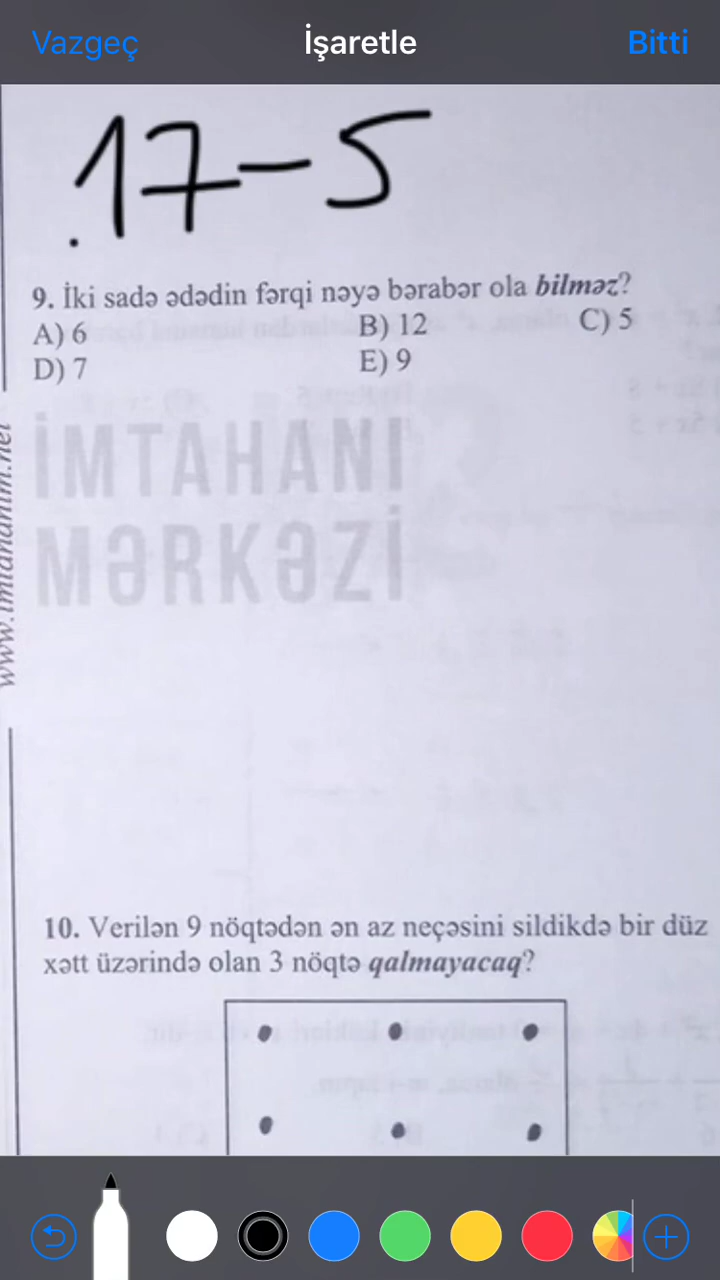 Vazgeç İşaretle Bitti
17-5
9. İki sadə ədədin fərqi nəyə bərabər ola bilməz?
A) 6 B) 12 C) 5
D) 7 E) 9
İMTAHANI
MƏRKƏZİ
www.imtahanim.net
10. Verilən 9 nöqtədən ən az neçəsini sildikdə bir düz
xətt üzərində olan 3 nöqtə qalmayacaq?